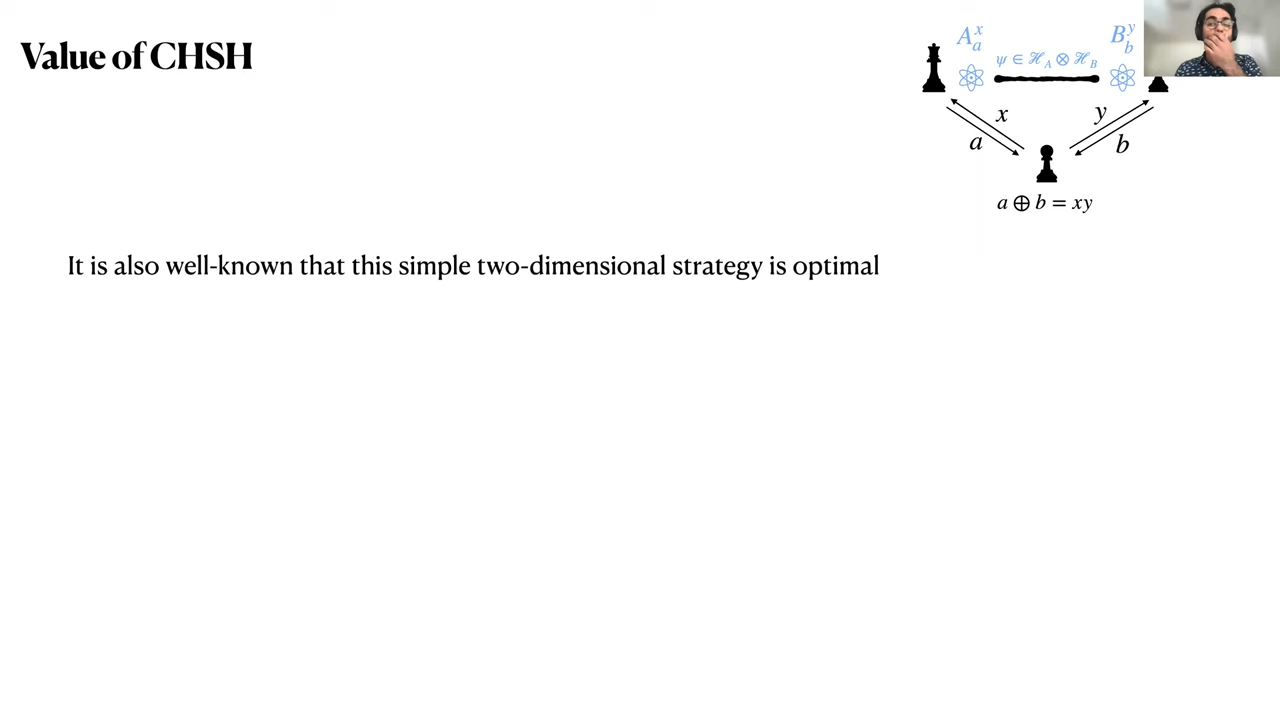 Value of CHSH
A_a^x
B_b^y
ψ ∈ ℋ_A ⊗ ℋ_B
x
y
a
b
a ⊕ b = xy
It is also well-known that this simple two-dimensional strategy is optimal